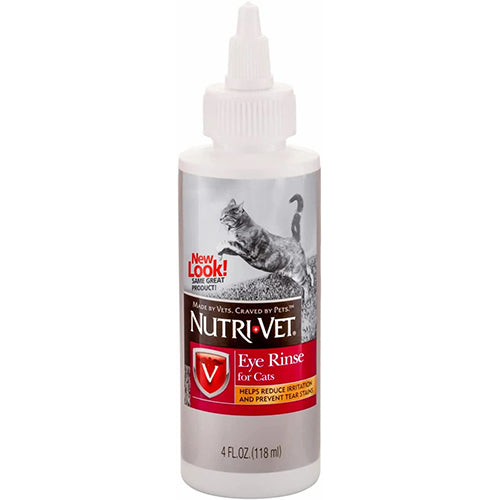 New
Look!
SAME GREAT
PRODUCT!
MADE BY VETS. CRAVED BY PETS.™
NUTRI•VET®
V
Eye Rinse
for Cats
HELPS REDUCE IRRITATION
AND PREVENT TEAR STAINS
4 FL.OZ.(118 ml)